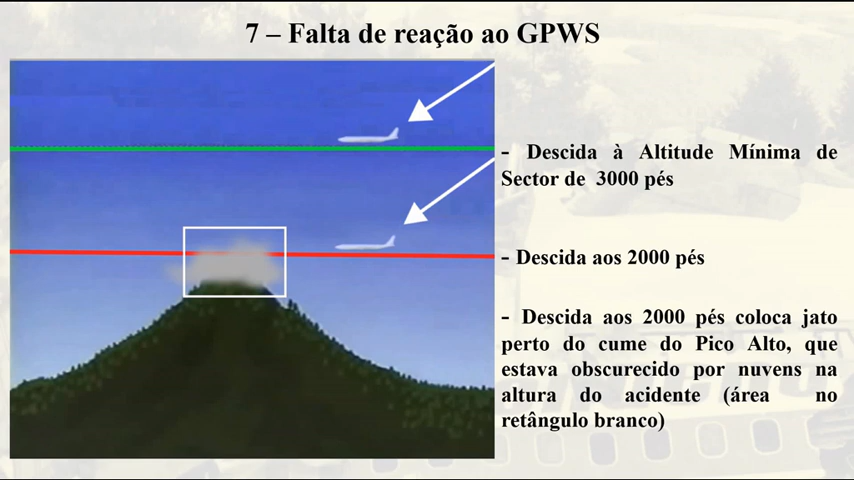 7 – Falta de reação ao GPWS
- Descida à Altitude Mínima de
Sector de 3000 pés
- Descida aos 2000 pés
- Descida aos 2000 pés coloca jato
perto do cume do Pico Alto, que
estava obscurecido por nuvens na
altura do acidente (área no
retângulo branco)